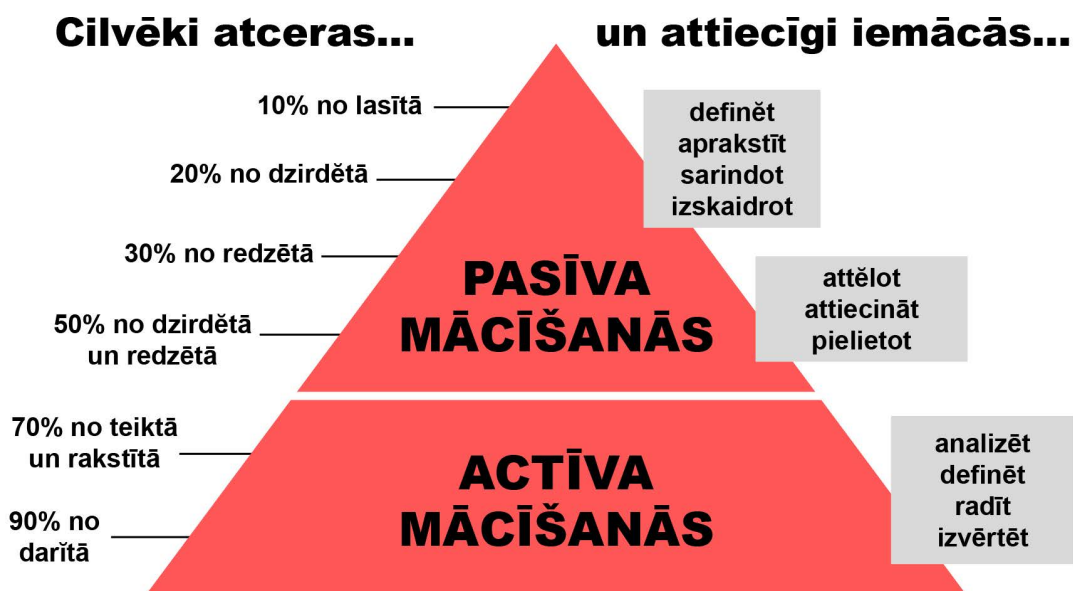 Cilvēki atceras...
un attiecīgi iemācās...
10% no lasītā
20% no dzirdētā
30% no redzētā
50% no dzirdētā
un redzētā
70% no teiktā
un rakstītā
90% no
darītā
PASĪVA
MĀCĪŠANĀS
ACTĪVA
MĀCĪŠANĀS
definēt
aprakstīt
sarindot
izskaidrot
attēlot
attiecināt
pielietot
analizēt
definēt
radīt
izvērtēt